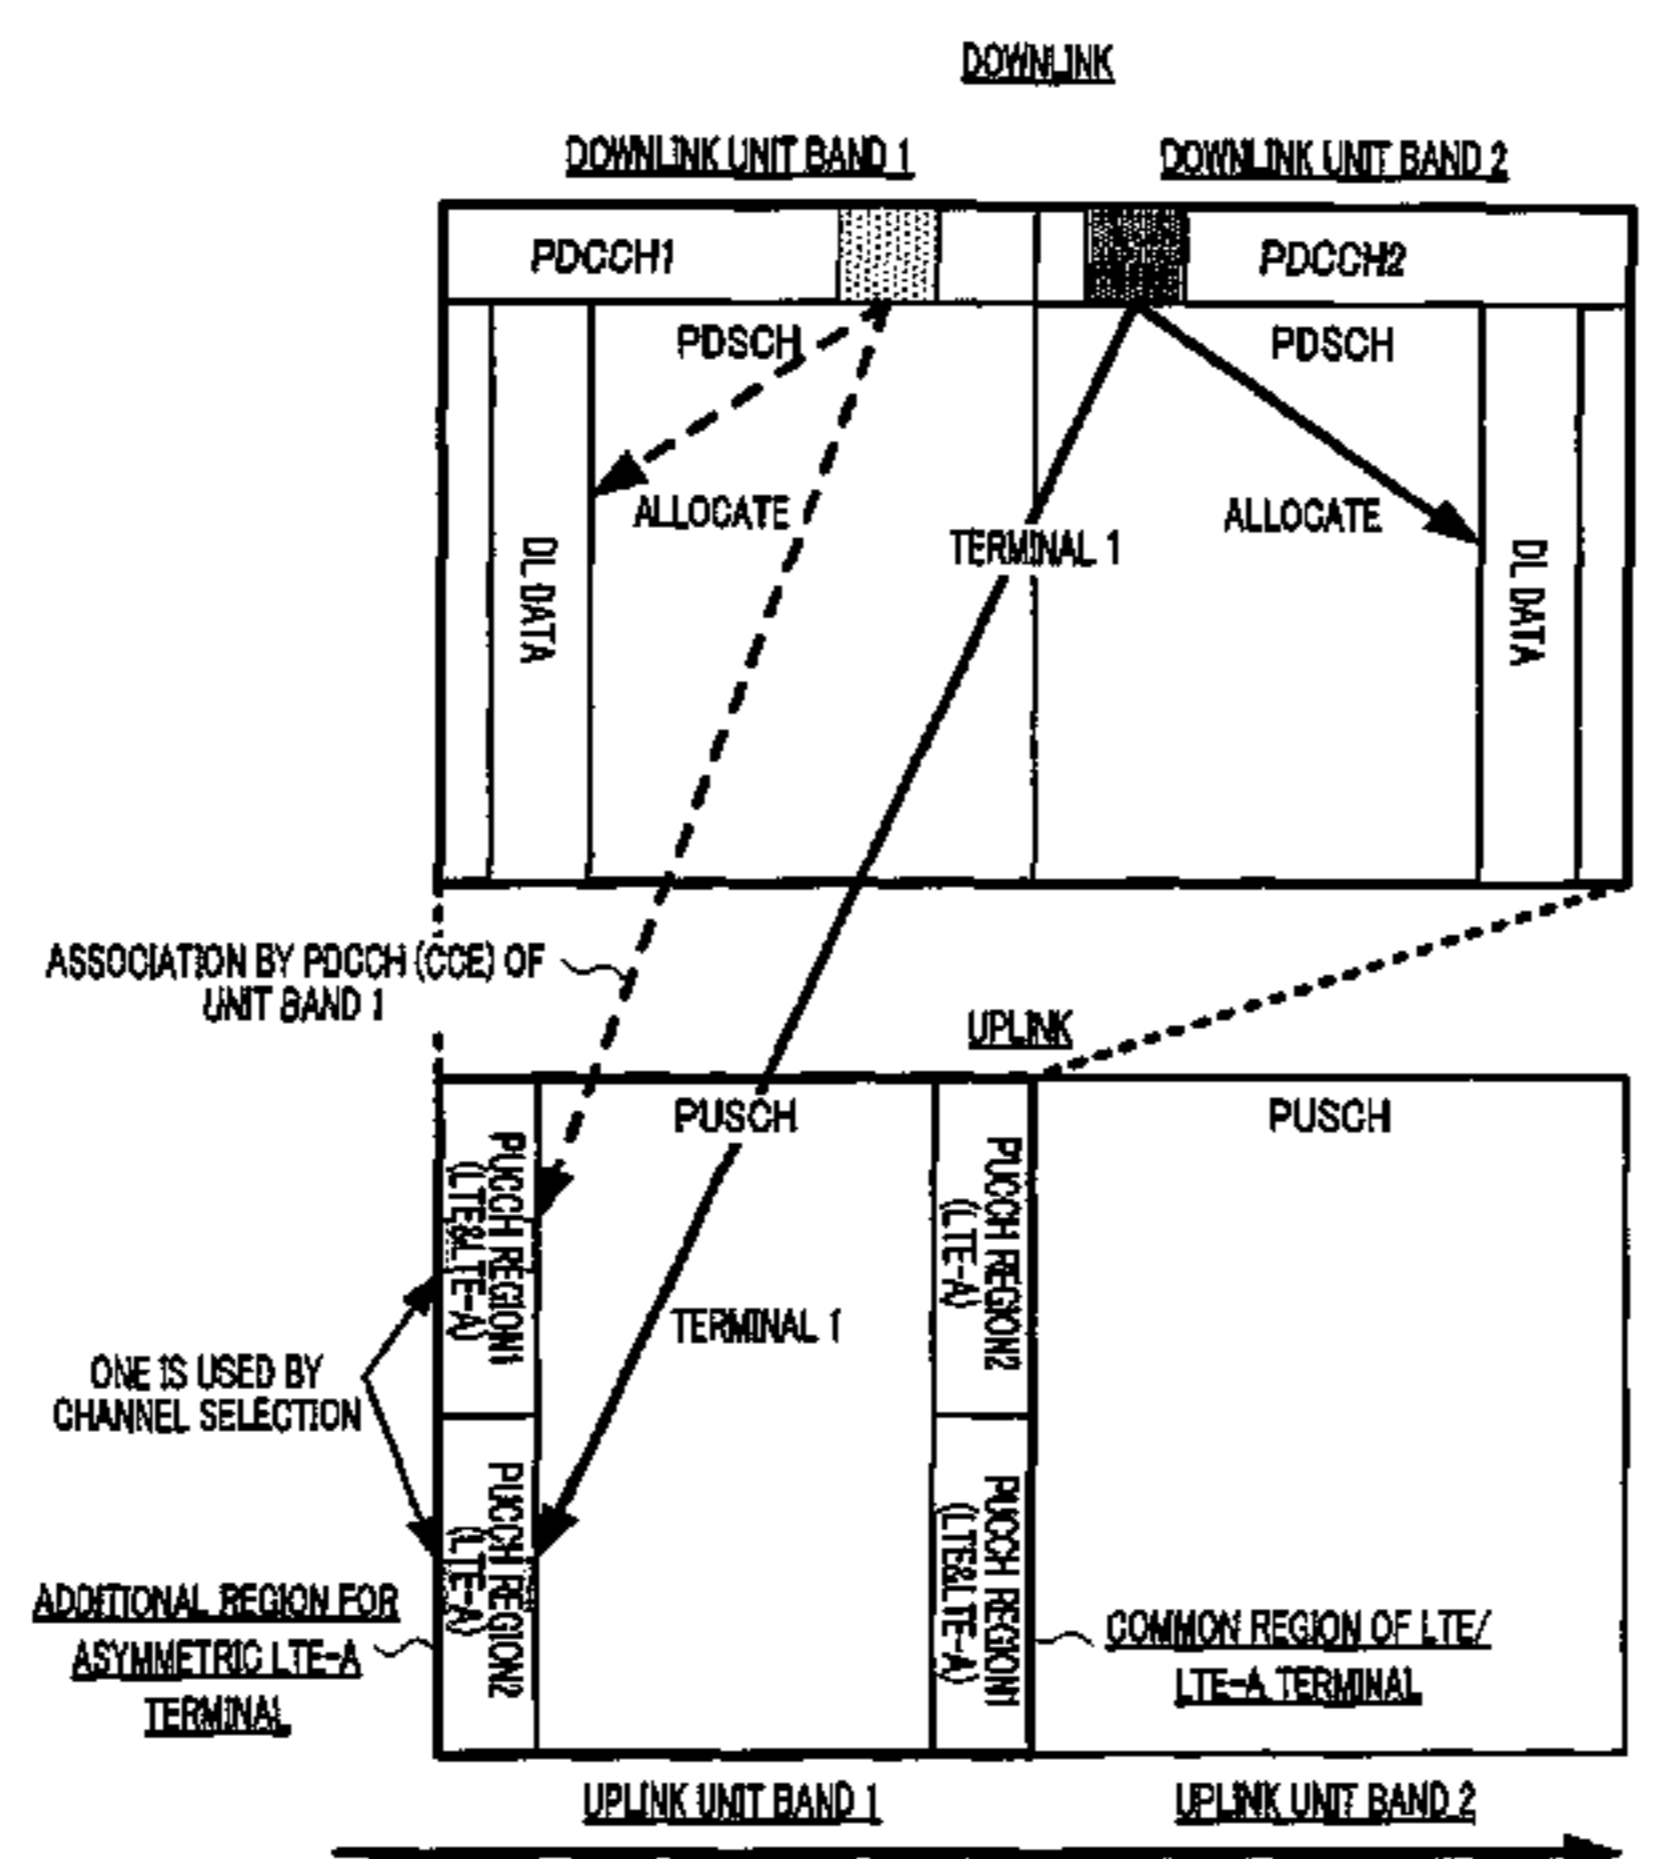 DOWNLINK
DOWNLINK UNIT BAND 1
DOWNLINK UNIT BAND 2
PDCCH1
PDCCH2
PDSCH
PDSCH
ALLOCATE
ALLOCATE
TERMINAL 1
DL DATA
DL DATA
ASSOCIATION BY PDCCH (CCE) OF
UNIT BAND 1
UPLINK
PUSCH
PUSCH
PUCCH REGION1
(LTE&LTE-A)
PUCCH REGION2
(LTE-A)
TERMINAL 1
ONE IS USED BY
CHANNEL SELECTION
PUCCH REGION2
(LTE-A)
PUCCH REGION1
(LTE&LTE-A)
ADDITIONAL REGION FOR
ASYMMETRIC LTE-A
TERMINAL
COMMON REGION OF LTE/
LTE-A TERMINAL
UPLINK UNIT BAND 1
UPLINK UNIT BAND 2